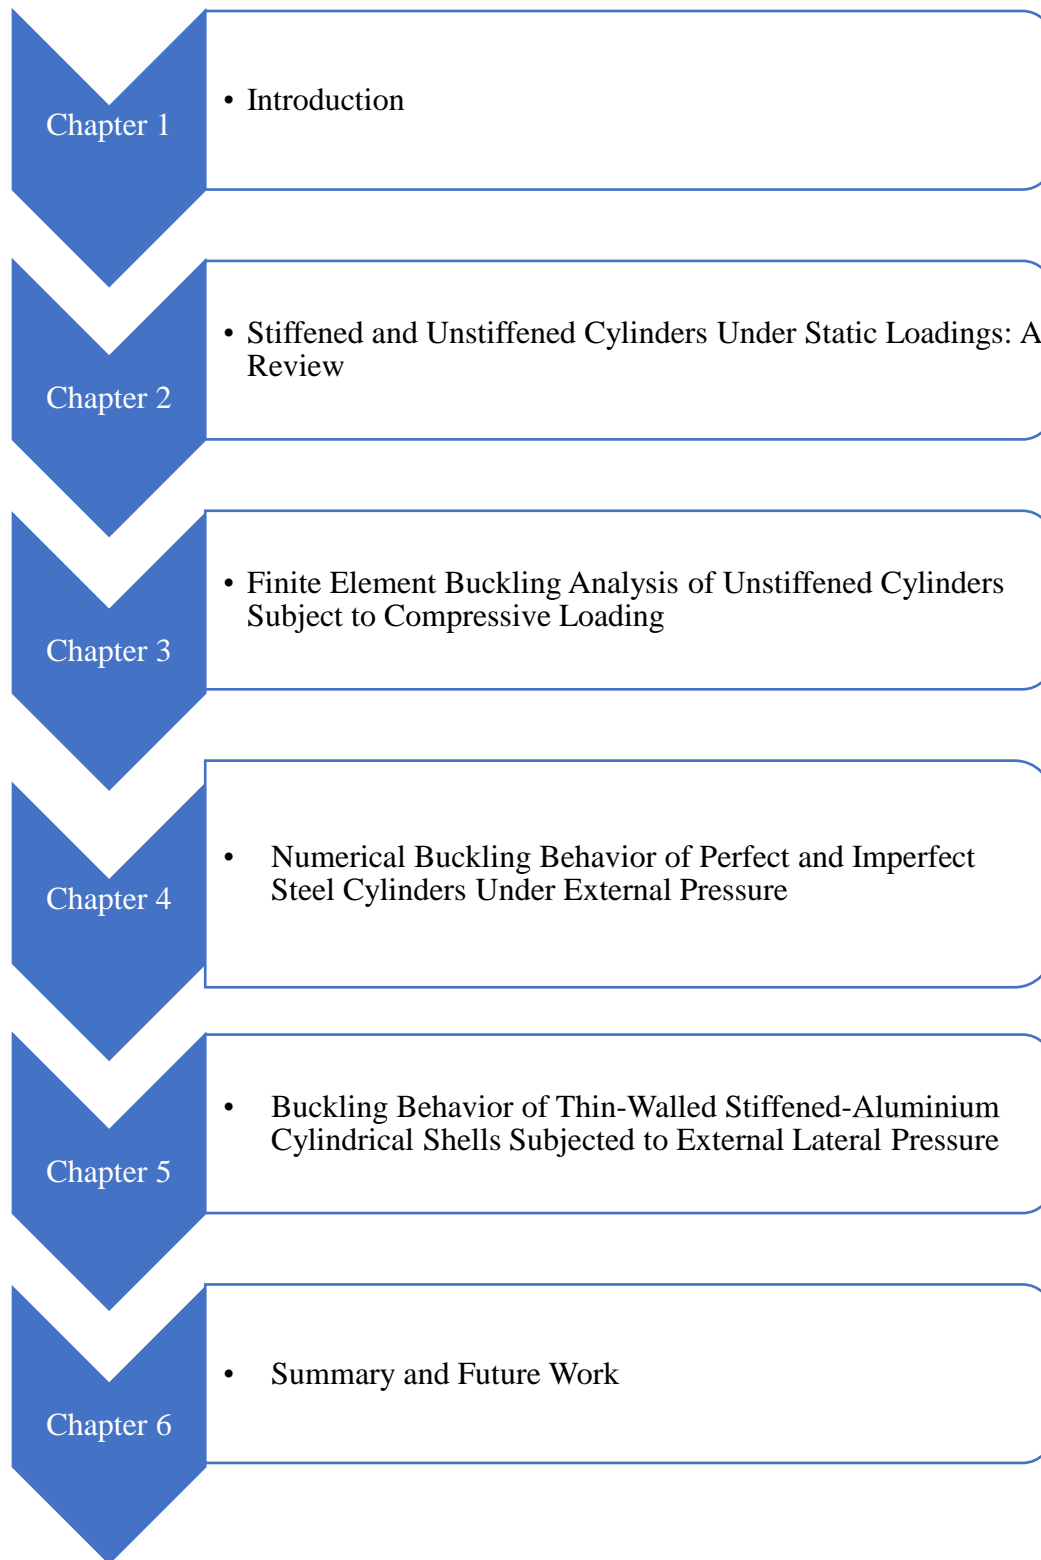 Chapter 1
• Introduction
Chapter 2
• Stiffened and Unstiffened Cylinders Under Static Loadings: A
Review
Chapter 3
• Finite Element Buckling Analysis of Unstiffened Cylinders
Subject to Compressive Loading
Chapter 4
• Numerical Buckling Behavior of Perfect and Imperfect
Steel Cylinders Under External Pressure
Chapter 5
• Buckling Behavior of Thin-Walled Stiffened-Aluminium
Cylindrical Shells Subjected to External Lateral Pressure
Chapter 6
• Summary and Future Work